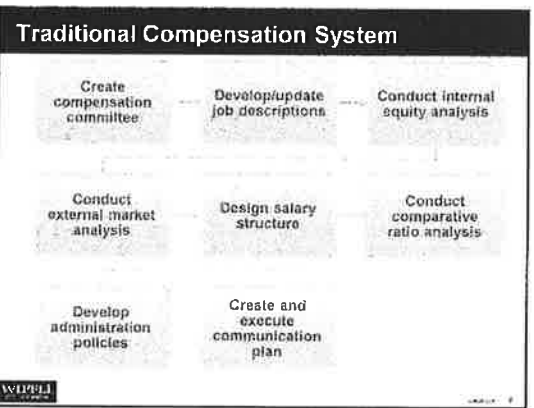 Traditional Compensation System
Create
compensation
committee
Develop/update
job descriptions
Conduct internal
equity analysis
Conduct
external market
analysis
Design salary
structure
Conduct
comparative
ratio analysis
Develop
administration
policies
Create and
execute
communication
plan
WIPFLI